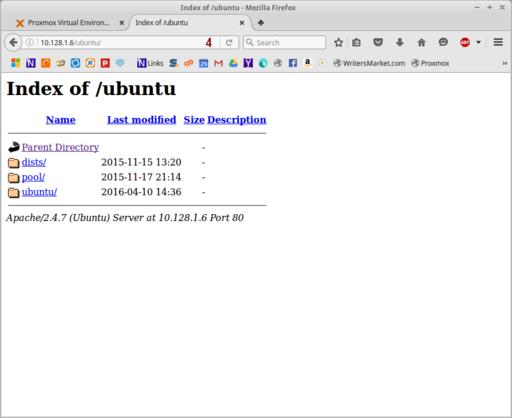 Index of /ubuntu - Mozilla Firefox
Proxmox Virtual Environ...
Index of /ubuntu
10.128.1.6/ubuntu/
4
Search
Links
29
WritersMarket.com
Proxmox
ABP
Index of /ubuntu
Name Last modified Size Description
Parent Directory -
dists/ 2015-11-15 13:20 -
pool/ 2015-11-17 21:14 -
ubuntu/ 2016-04-10 14:36 -
Apache/2.4.7 (Ubuntu) Server at 10.128.1.6 Port 80